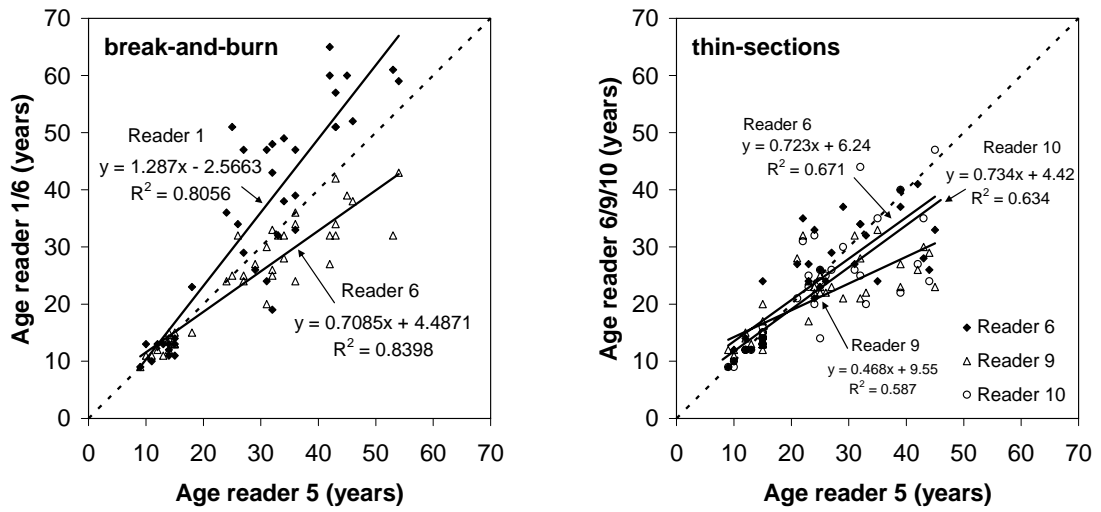 break-and-burn
Age reader 1/6 (years)
70
60
50
40
30
20
10
0
Reader 1
y = 1.287x - 2.5663
R² = 0.8056
Reader 6
y = 0.7085x + 4.4871
R² = 0.8398
0 10 20 30 40 50 60 70
Age reader 5 (years)
thin-sections
Age reader 6/9/10 (years)
70
60
50
40
30
20
10
0
Reader 6
y = 0.723x + 6.24
R² = 0.671
Reader 10
y = 0.734x + 4.42
R² = 0.634
Reader 9
y = 0.468x + 9.55
R² = 0.587
Reader 6
Reader 9
Reader 10
0 10 20 30 40 50 60 70
Age reader 5 (years)